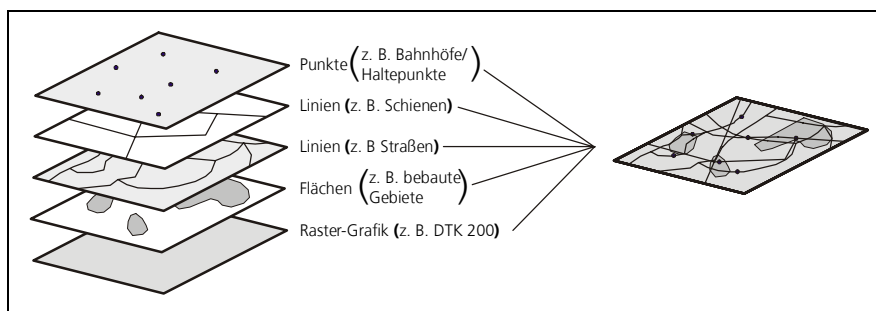 Punkte (z. B. Bahnhöfe/
Haltepunkte)
Linien (z. B. Schienen)
Linien (z. B Straßen)
Flächen (z. B. bebaute
Gebiete)
Raster-Grafik (z. B. DTK 200)